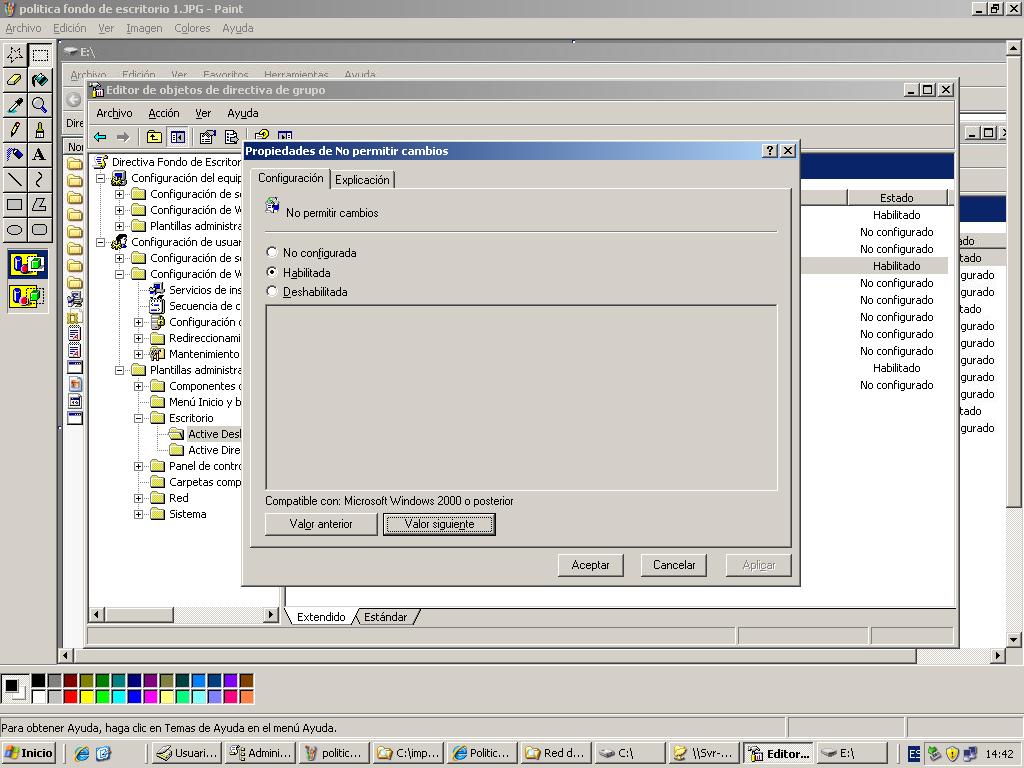 politica fondo de escritorio 1.JPG - Paint
Archivo Edición Ver Imagen Colores Ayuda
E:\
Archivo Edición Ver Favoritos Herramientas Ayuda
Editor de objetos de directiva de grupo
Archivo Acción Ver Ayuda
Propiedades de No permitir cambios
Configuración Explicación
No permitir cambios
No configurada
Habilitada
Deshabilitada
Compatible con: Microsoft Windows 2000 o posterior
Valor anterior Valor siguiente
Aceptar Cancelar Aplicar
Dire
Nor
Directiva Fondo de Escritor
Configuración del equip
Configuración de s
Configuración de W
Plantillas administra
Configuración de usuar
Configuración de s
Configuración de W
Servicios de ins
Secuencia de c
Configuración d
Redireccionami
Mantenimiento
Plantillas administra
Componentes d
Menú Inicio y b
Escritorio
Active Desl
Active Dire
Panel de contro
Carpetas comp
Red
Sistema
Estado
Habilitado
No configurado
No configurado
Habilitado
No configurado
No configurado
No configurado
No configurado
No configurado
Habilitado
No configurado
ado
tado
gurado
gurado
tado
gurado
gurado
gurado
gurado
tado
gurado
Extendido Estándar
Para obtener Ayuda, haga clic en Temas de Ayuda en el menú Ayuda.
Inicio Usuari... Admini... politic... C:\imp... Politic... Red d... C:\ \\Svr-... Editor... E:\ ES 14:42